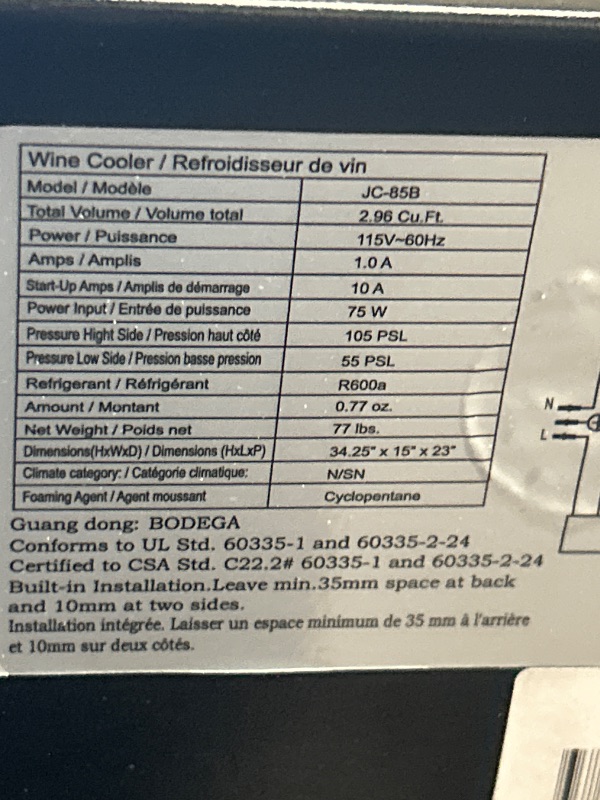 Wine Cooler / Refroidisseur de vin
Model / Modèle JC-85B
Total Volume / Volume total 2.96 Cu.Ft.
Power / Puissance 115V~60Hz
Amps / Amplis 1.0 A
Start-Up Amps / Amplis de démarrage 10 A
Power Input / Entrée de puissance 75 W
Pressure Hight Side / Pression haut côté 105 PSL
Pressure Low Side / Pression basse pression 55 PSL
Refrigerant / Réfrigérant R600a
Amount / Montant 0.77 oz.
Net Weight / Poids net 77 lbs.
Dimensions(HxWxD) / Dimensions (HxLxP) 34.25" x 15" x 23"
Climate category: / Catégorie climatique: N/SN
Foaming Agent / Agent moussant Cyclopentane
N
L
Guang dong: BODEGA
Conforms to UL Std. 60335-1 and 60335-2-24
Certified to CSA Std. C22.2# 60335-1 and 60335-2-24
Built-in Installation.Leave min.35mm space at back
and 10mm at two sides.
Installation intégrée. Laisser un espace minimum de 35 mm à l'arrière
et 10mm sur deux côtés.